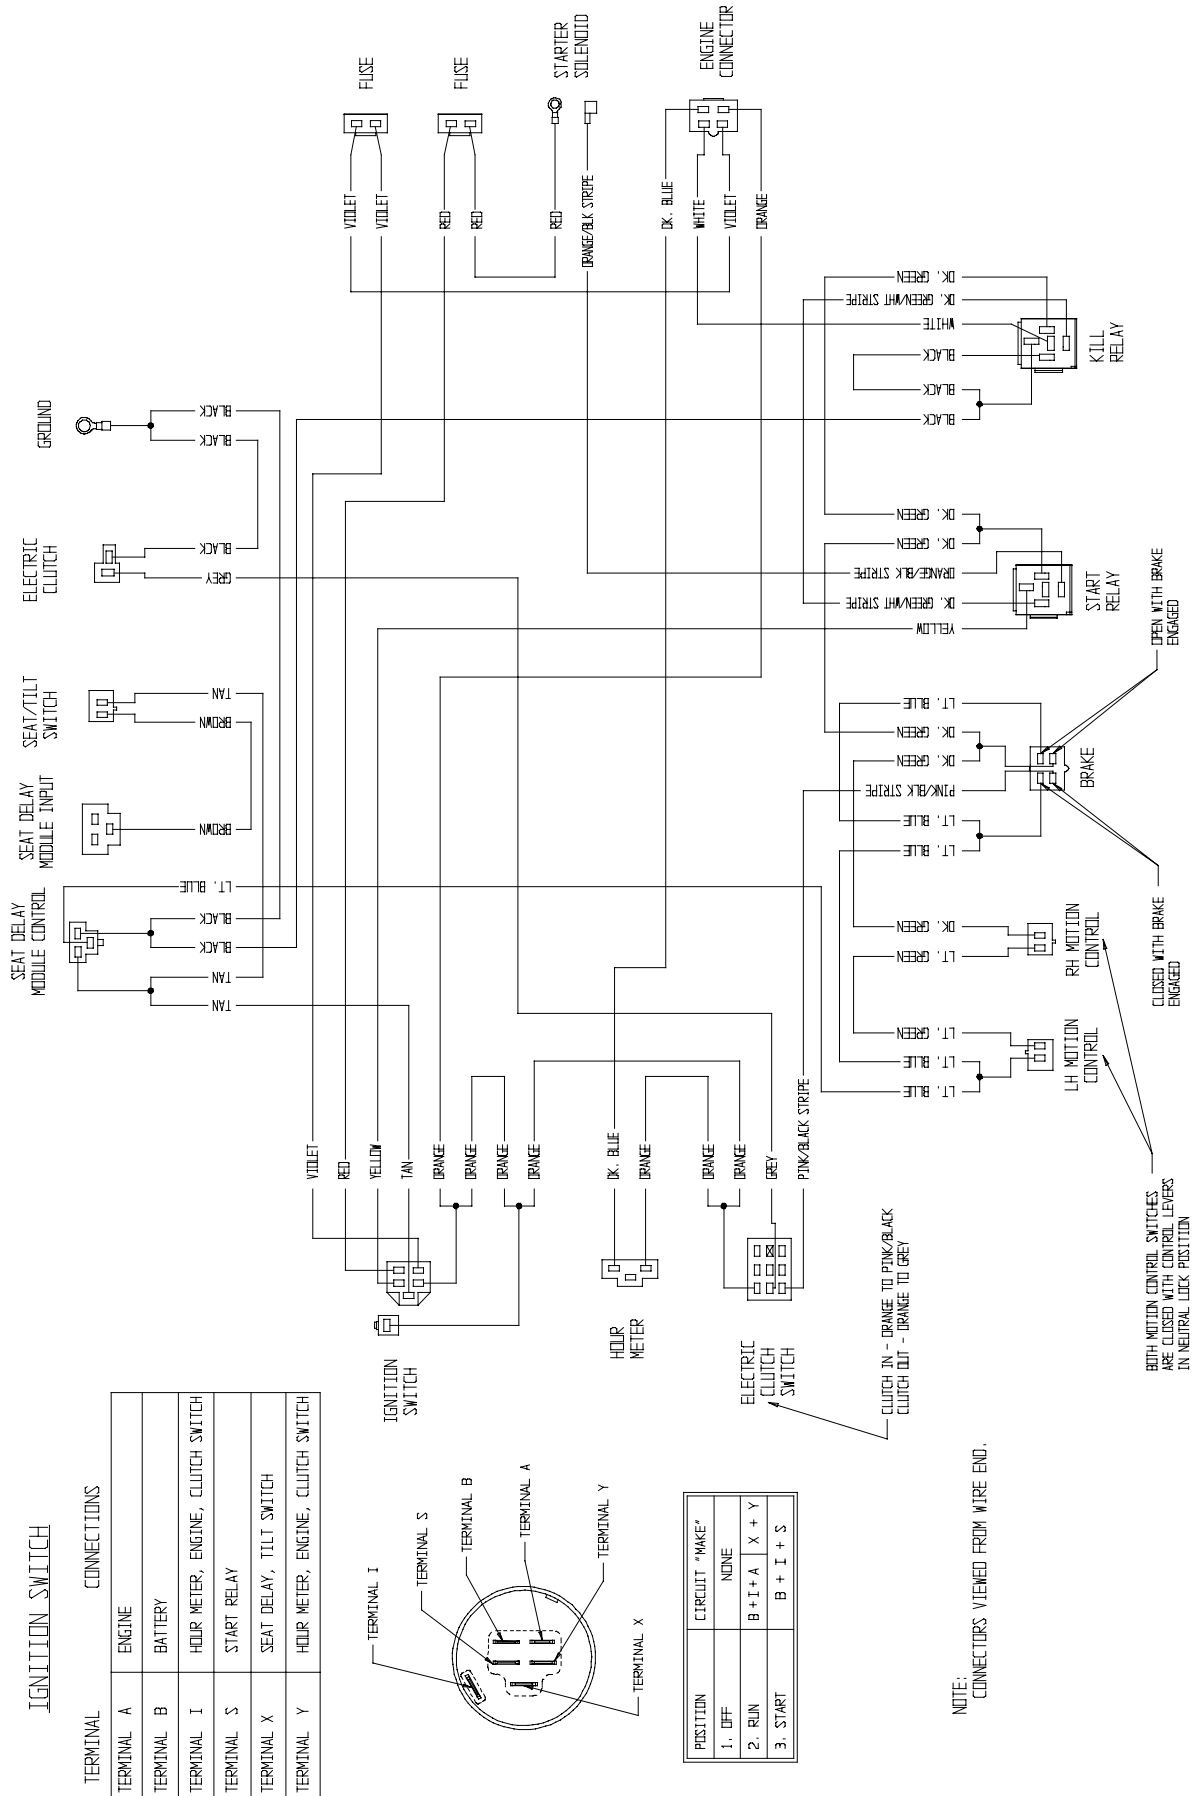 IGNITION SWITCH
TERMINAL CONNECTIONS
TERMINAL A ENGINE
TERMINAL B BATTERY
TERMINAL I HOUR METER, ENGINE, CLUTCH SWITCH
TERMINAL S START RELAY
TERMINAL X SEAT DELAY, TILT SWITCH
TERMINAL Y HOUR METER, ENGINE, CLUTCH SWITCH
TERMINAL I
TERMINAL S
TERMINAL B
TERMINAL A
TERMINAL Y
TERMINAL X
POSITION CIRCUIT "MAKE"
1. OFF NONE
2. RUN B+I+A X + Y
3. START B + I + S
NOTE:
CONNECTORS VIEWED FROM WIRE END.
SEAT DELAY
MODULE CONTROL
SEAT DELAY
MODULE INPUT
SEAT/TILT
SWITCH
ELECTRIC
CLUTCH
GROUND
TAN
TAN
BLACK
BLACK
LT. BLUE
BROWN
BROWN
TAN
GREY
BLACK
BLACK
BLACK
FUSE
FUSE
STARTER
SOLENOID
ENGINE
CONNECTOR
VIOLET
VIOLET
RED
RED
RED
ORANGE/BLK STRIPE
DK. BLUE
WHITE
VIOLET
ORANGE
IGNITION
SWITCH
VIOLET
RED
YELLOW
TAN
ORANGE
ORANGE
ORANGE
ORANGE
HOUR
METER
DK. BLUE
ORANGE
ELECTRIC
CLUTCH
SWITCH
ORANGE
ORANGE
GREY
PINK/BLACK STRIPE
CLUTCH IN - ORANGE TO PINK/BLACK
CLUTCH OUT - ORANGE TO GREY
LT. BLUE
LT. BLUE
LT. GREEN
LH MOTION
CONTROL
LT. GREEN
DK. GREEN
RH MOTION
CONTROL
BOTH MOTION CONTROL SWITCHES
ARE CLOSED WITH CONTROL LEVERS
IN NEUTRAL LOCK POSITION
LT. BLUE
LT. BLUE
PINK/BLK STRIPE
DK. GREEN
DK. GREEN
LT. BLUE
BRAKE
CLOSED WITH BRAKE
ENGAGED
OPEN WITH BRAKE
ENGAGED
YELLOW
DK. GREEN/WHT STRIPE
ORANGE/BLK STRIPE
DK. GREEN
DK. GREEN
START
RELAY
BLACK
BLACK
BLACK
WHITE
DK. GREEN/WHT STRIPE
DK. GREEN
KILL
RELAY